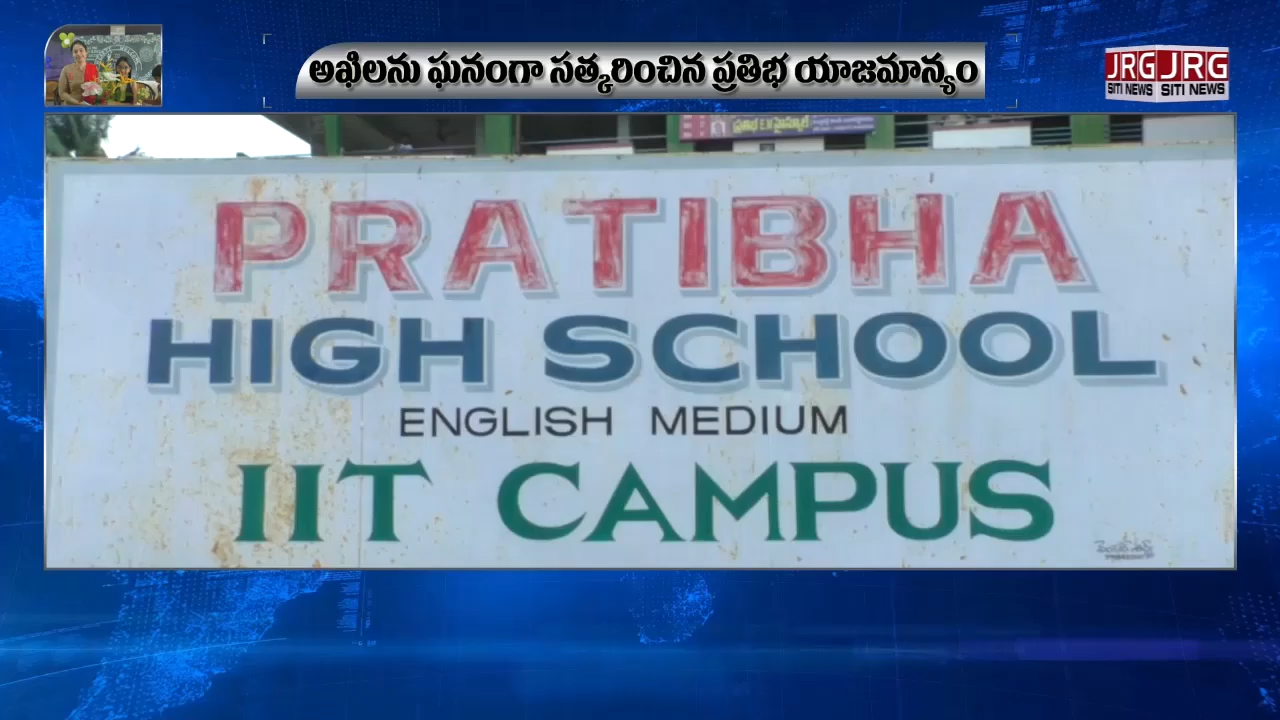 అఖిలను ఘనంగా సత్కరించిన ప్రతిభ యాజమాన్యం
JRG JRG
SITI NEWS SITI NEWS
ప్రతిభ E.M హైస్కూల్
PRATIBHA
HIGH SCHOOL
ENGLISH MEDIUM
IIT CAMPUS